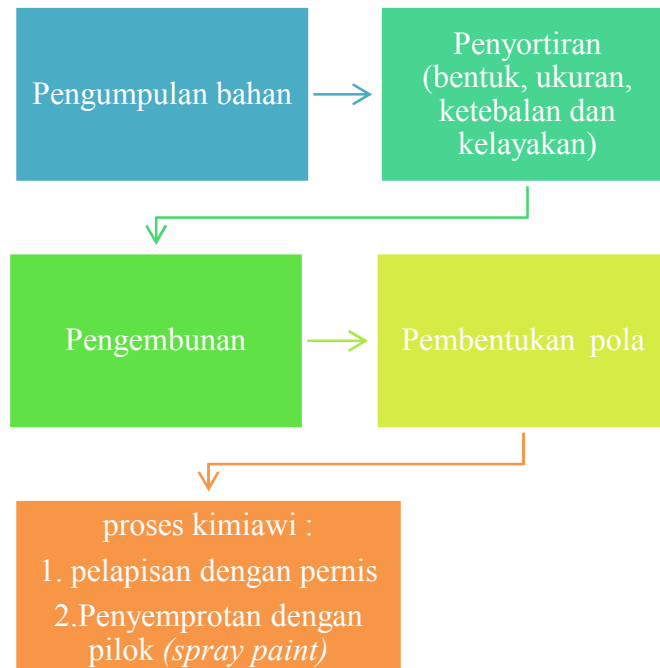 Pengumpulan bahan
Penyortiran
(bentuk, ukuran,
ketebalan dan
kelayakan)
Pengembunan
Pembentukan pola
proses kimiawi :
1. pelapisan dengan pernis
2.Penyemprotan dengan
pilok (spray paint)